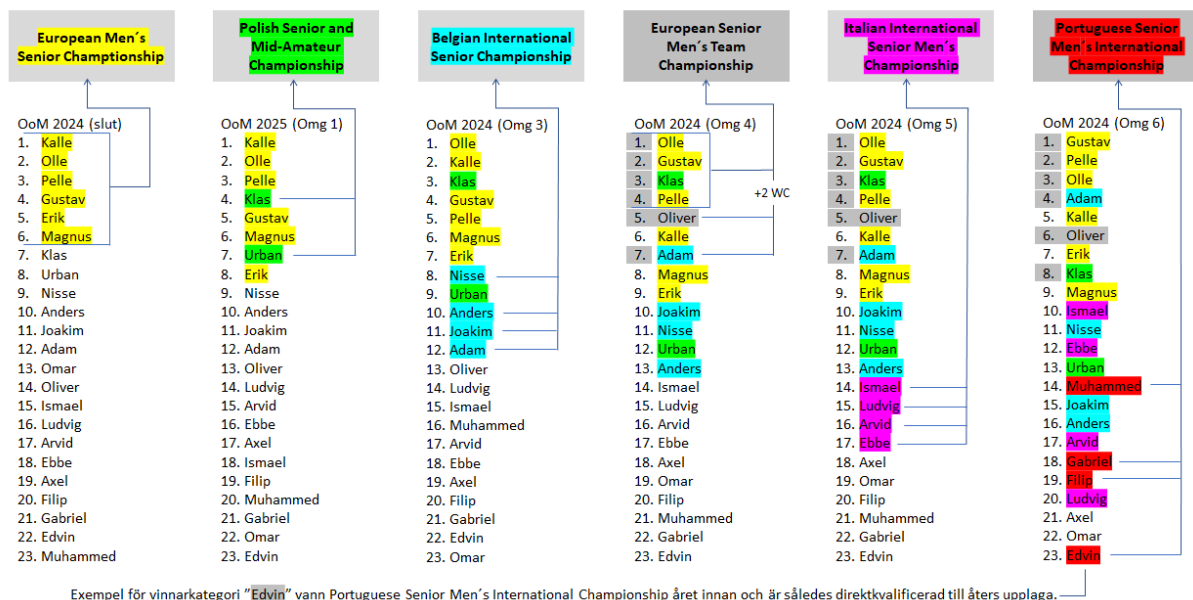 European Men´s
Senior Champtionship
OoM 2024 (slut)
1. Kalle
2. Olle
3. Pelle
4. Gustav
5. Erik
6. Magnus
7. Klas
8. Urban
9. Nisse
10. Anders
11. Joakim
12. Adam
13. Omar
14. Oliver
15. Ismael
16. Ludvig
17. Arvid
18. Ebbe
19. Axel
20. Filip
21. Gabriel
22. Edvin
23. Muhammed
Polish Senior and
Mid-Amateur
Championship
OoM 2025 (Omg 1)
1. Kalle
2. Olle
3. Pelle
4. Klas
5. Gustav
6. Magnus
7. Urban
8. Erik
9. Nisse
10. Anders
11. Joakim
12. Adam
13. Oliver
14. Ludvig
15. Arvid
16. Ebbe
17. Axel
18. Ismael
19. Filip
20. Muhammed
21. Gabriel
22. Omar
23. Edvin
Belgian International
Senior Championship
OoM 2024 (Omg 3)
1. Olle
2. Kalle
3. Klas
4. Gustav
5. Pelle
6. Magnus
7. Erik
8. Nisse
9. Urban
10. Anders
11. Joakim
12. Adam
13. Oliver
14. Ludvig
15. Ismael
16. Muhammed
17. Arvid
18. Ebbe
19. Axel
20. Filip
21. Gabriel
22. Edvin
23. Omar
European Senior
Men´s Team
Championship
OoM 2024 (Omg 4)
1. Olle
2. Gustav
3. Klas
4. Pelle
5. Oliver
6. Kalle
7. Adam
8. Magnus
9. Erik
10. Joakim
11. Nisse
12. Urban
13. Anders
14. Ismael
15. Ludvig
16. Arvid
17. Ebbe
18. Axel
19. Omar
20. Filip
21. Muhammed
22. Gabriel
23. Edvin
+2 WC
Italian International
Senior Men´s
Championship
OoM 2024 (Omg 5)
1. Olle
2. Gustav
3. Klas
4. Pelle
5. Oliver
6. Kalle
7. Adam
8. Magnus
9. Erik
10. Joakim
11. Nisse
12. Urban
13. Anders
14. Ismael
15. Ludvig
16. Arvid
17. Ebbe
18. Axel
19. Omar
20. Filip
21. Muhammed
22. Gabriel
23. Edvin
Portuguese Senior
Men´s International
Championship
OoM 2024 (Omg 6)
1. Gustav
2. Pelle
3. Olle
4. Adam
5. Kalle
6. Oliver
7. Erik
8. Klas
9. Magnus
10. Ismael
11. Nisse
12. Ebbe
13. Urban
14. Muhammed
15. Joakim
16. Anders
17. Arvid
18. Gabriel
19. Filip
20. Ludvig
21. Axel
22. Omar
23. Edvin
Exempel för vinnarkategori ”Edvin” vann Portuguese Senior Men´s International Championship året innan och är således direktkvalificerad till åters upplaga.